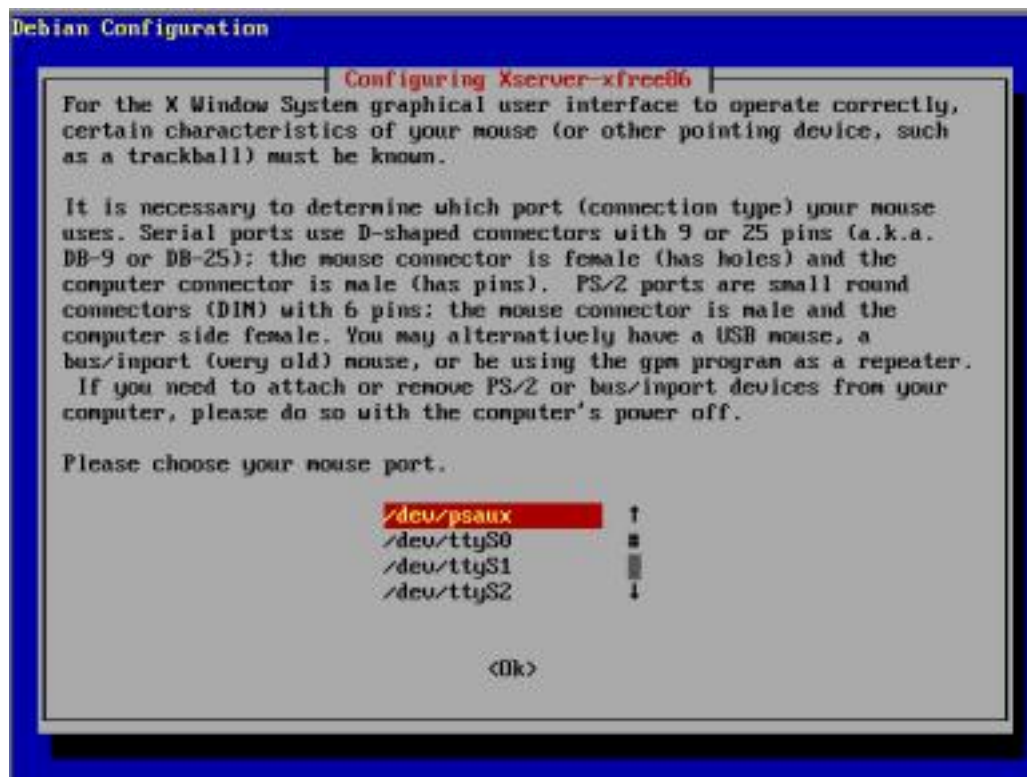 Debian Configuration
Configuring Xserver-xfree86
For the X Window System graphical user interface to operate correctly,
certain characteristics of your mouse (or other pointing device, such
as a trackball) must be known.
It is necessary to determine which port (connection type) your mouse
uses. Serial ports use D-shaped connectors with 9 or 25 pins (a.k.a.
DB-9 or DB-25); the mouse connector is female (has holes) and the
computer connector is male (has pins).  PS/2 ports are small round
connectors (DIN) with 6 pins; the mouse connector is male and the
computer side female. You may alternatively have a USB mouse, a
bus/inport (very old) mouse, or be using the gpm program as a repeater.
If you need to attach or remove PS/2 or bus/inport devices from your
computer, please do so with the computer's power off.
Please choose your mouse port.
/dev/psaux
/dev/ttyS0
/dev/ttyS1
/dev/ttyS2
<Ok>